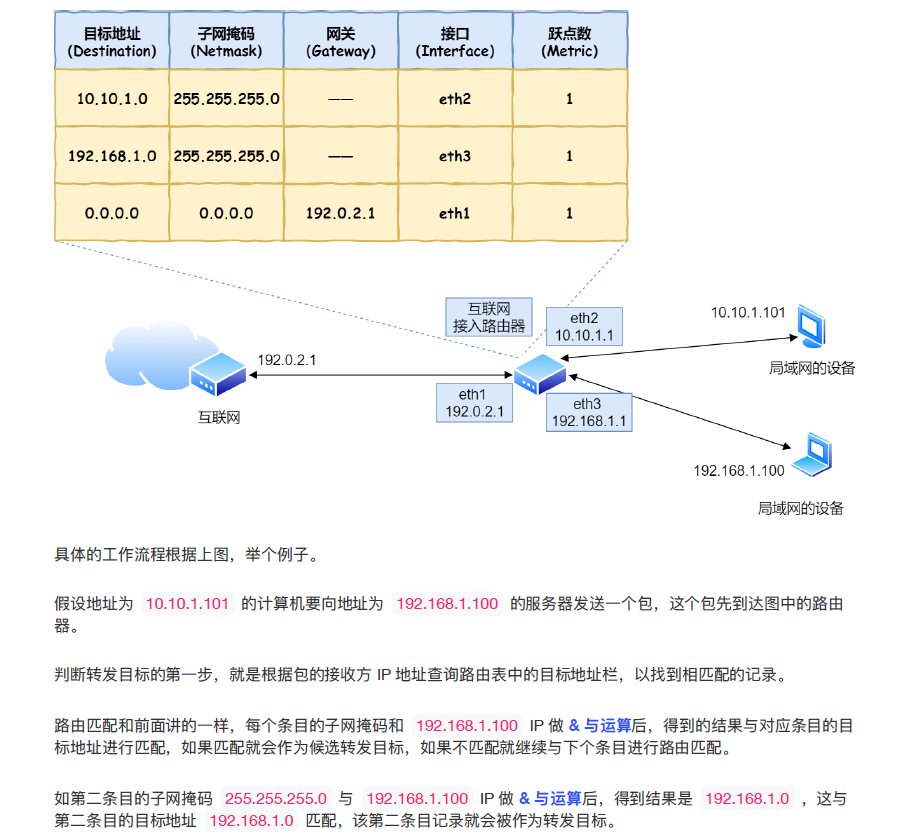 目标地址 子网掩码 网关 接口 跃点数
(Destination) (Netmask) (Gateway) (Interface) (Metric)
10.10.1.0 255.255.255.0 —— eth2 1
192.168.1.0 255.255.255.0 —— eth3 1
0.0.0.0 0.0.0.0 192.0.2.1 eth1 1
互联网
接入路由器
eth2
10.10.1.1
10.10.1.101
局域网的设备
192.0.2.1
互联网
eth1
192.0.2.1
eth3
192.168.1.1
192.168.1.100
局域网的设备
具体的工作流程根据上图，举个例子。
假设地址为 10.10.1.101 的计算机要向地址为 192.168.1.100 的服务器发送一个包，这个包先到达图中的路由
器。
判断转发目标的第一步，就是根据包的接收方 IP 地址查询路由表中的目标地址栏，以找到相匹配的记录。
路由匹配和前面讲的一样，每个条目的子网掩码和 192.168.1.100 IP 做 & 与运算后，得到的结果与对应条目的目
标地址进行匹配，如果匹配就会作为候选转发目标，如果不匹配就继续与下个条目进行路由匹配。
如第二条目的子网掩码 255.255.255.0 与 192.168.1.100 IP 做 & 与运算后，得到结果是 192.168.1.0 ，这与
第二条目的目标地址 192.168.1.0 匹配，该第二条目记录就会被作为转发目标。